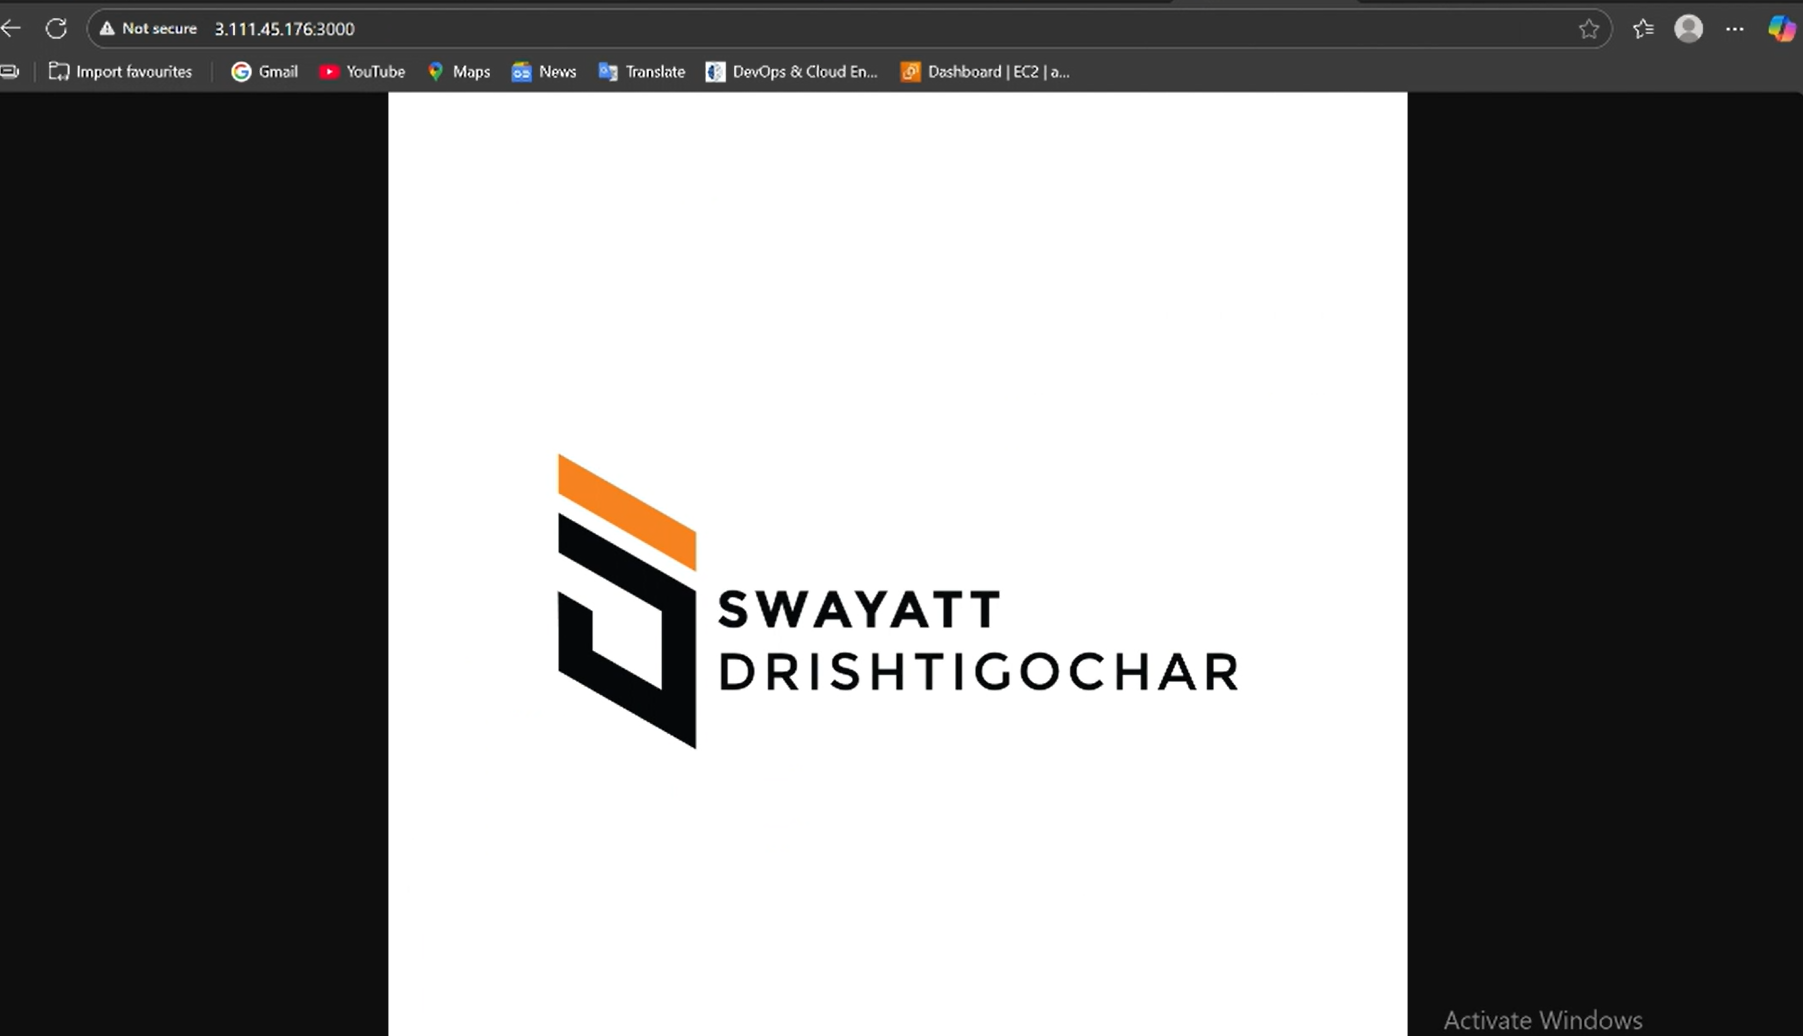 Not secure 3.111.45.176:3000
Import favourites Gmail YouTube Maps News Translate DevOps & Cloud En... Dashboard | EC2 | a...
SWAYATT
DRISHTIGOCHAR
Activate Windows